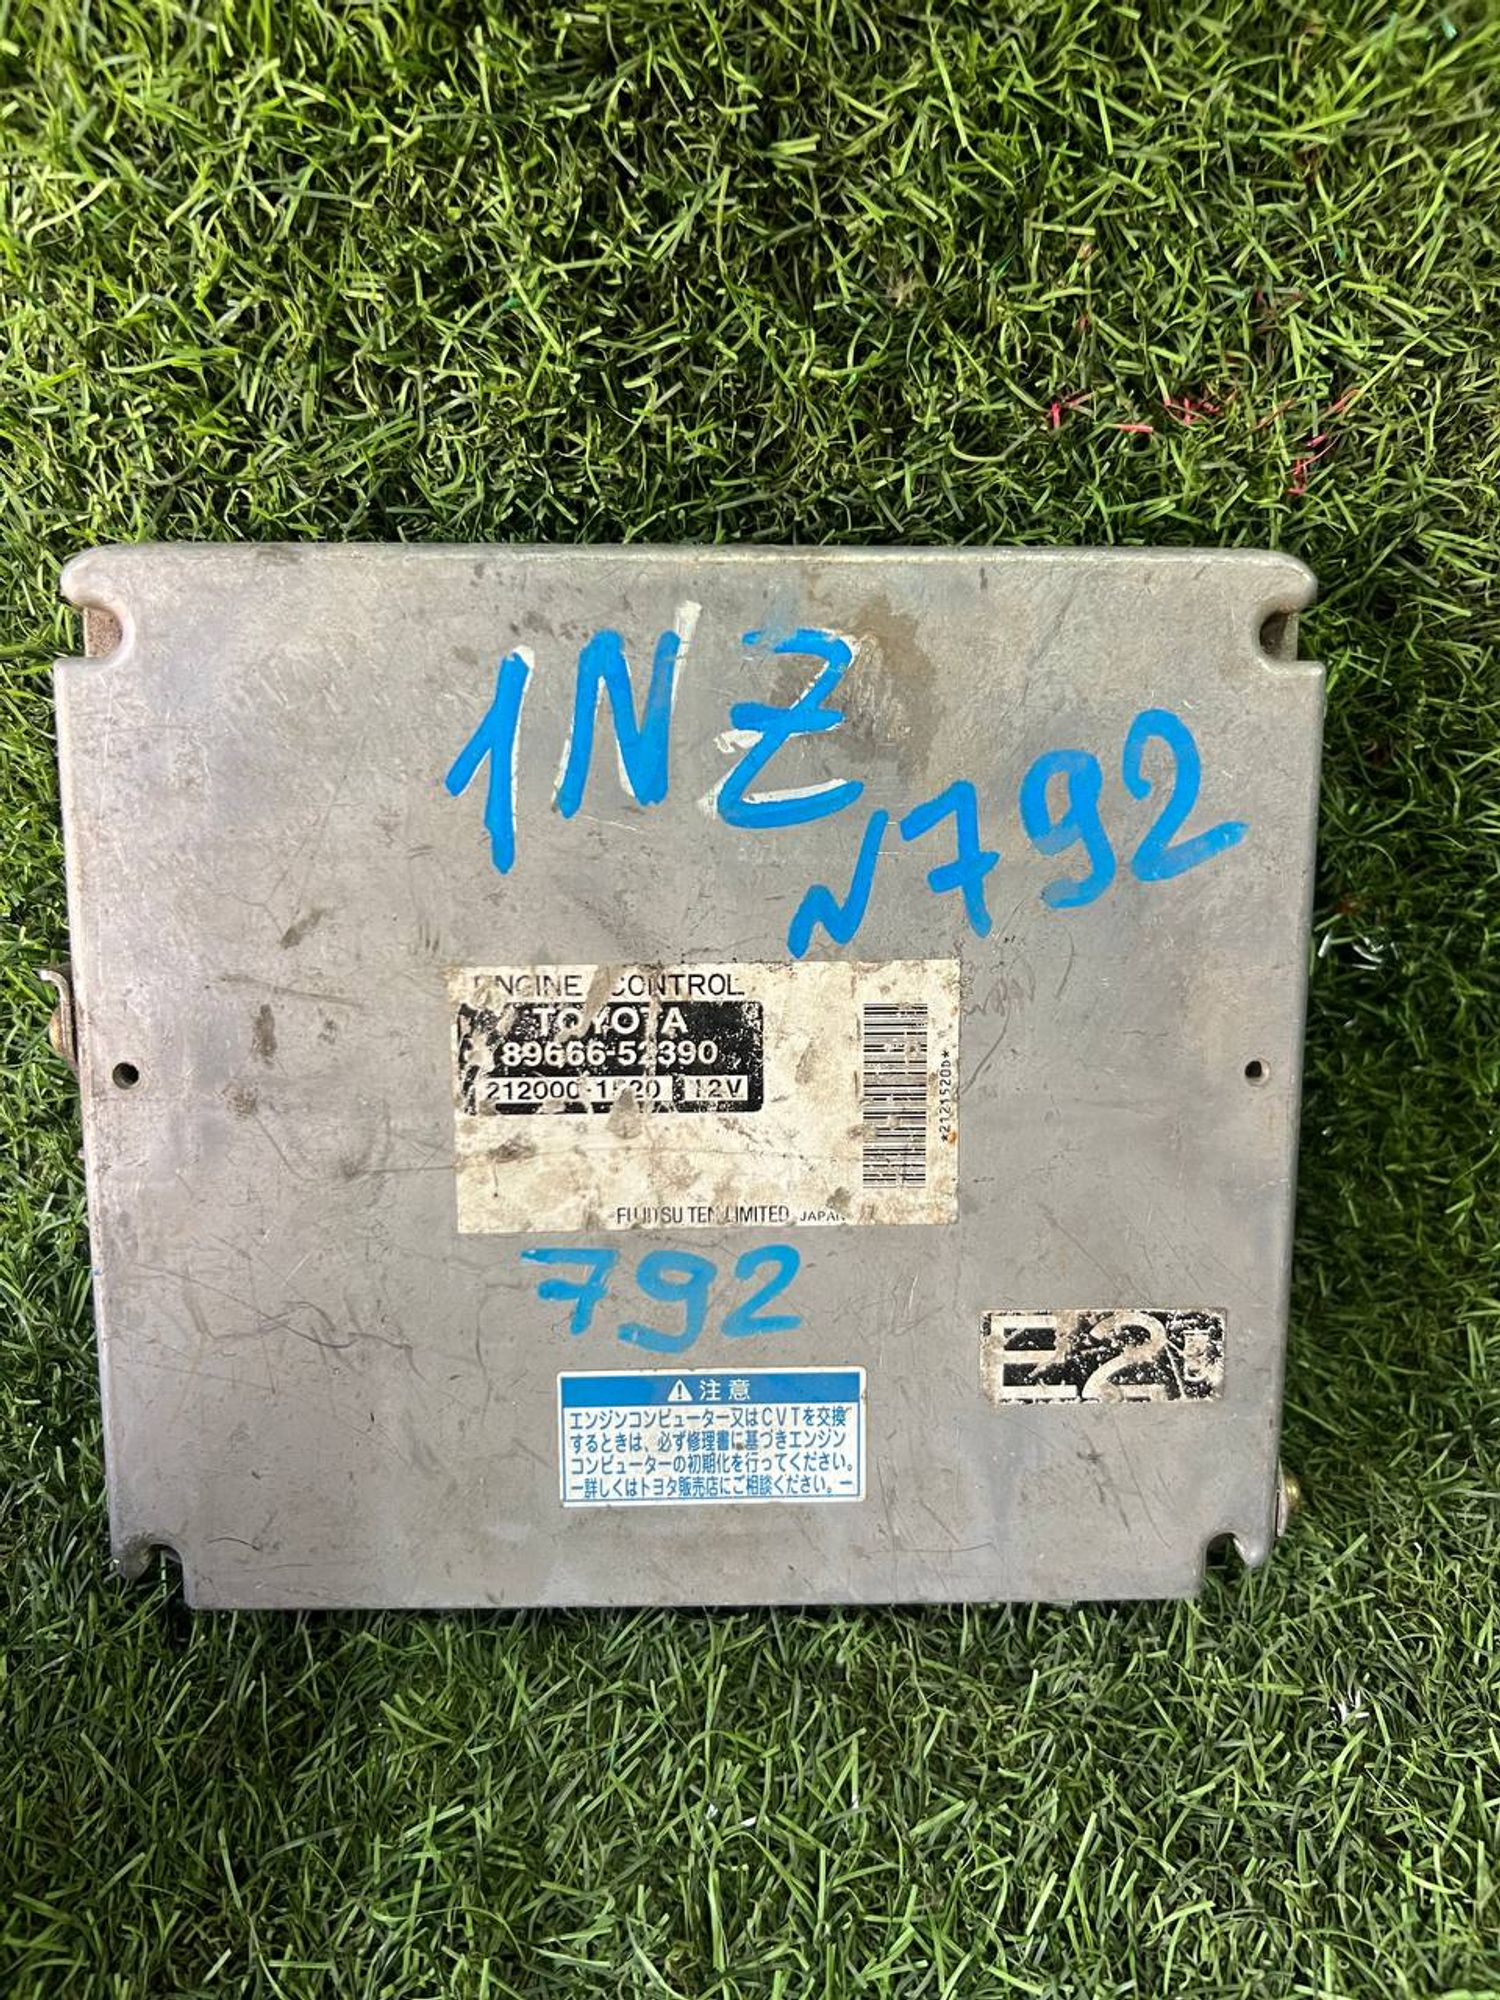 1NZ
N792
ENGINE CONTROL
TOYOTA
89666-52390
212000-1520 12V
*2121520D*
FUJITSU TEN LIMITED JAPAN
792
E2
⚠注意
エンジンコンピューター又はCVTを交換
するときは、必ず修理書に基づきエンジン
コンピューターの初期化を行ってください。
ー詳しくはトヨタ販売店にご相談ください。ー